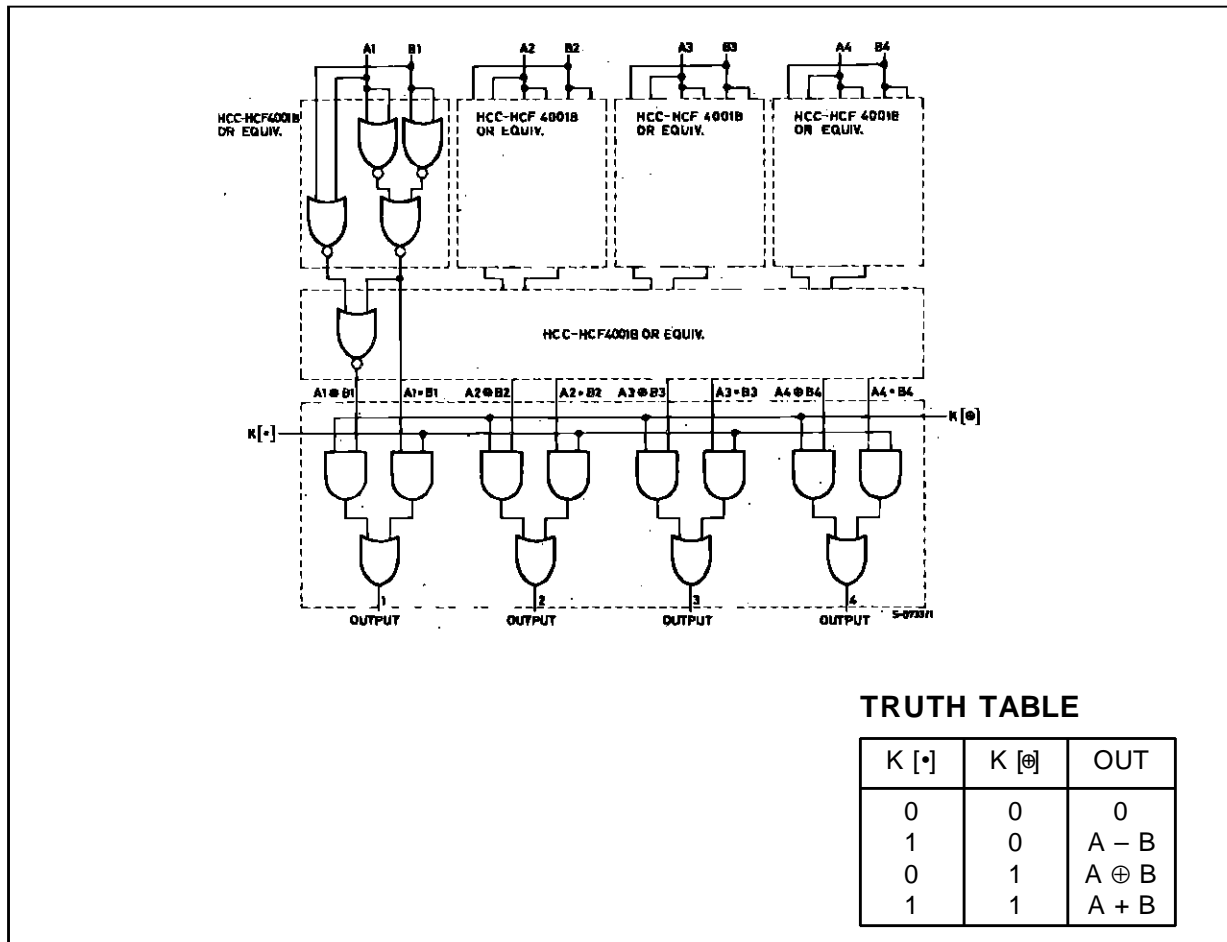 A1 B1 A2 B2 A3 B3 A4 B4
HCC-HCF4001B
OR EQUIV.
HCC-HCF 4001B
OR EQUIV.
HCC-HCF 4001B
OR EQUIV.
HCC-HCF 4001B
OR EQUIV.
HCC-HCF4001B OR EQUIV.
A1⊕B1 A1•B1 A2⊕B2 A2•B2 A3⊕B3 A3•B3 A4⊕B4 A4•B4
K[⊕]
K[•]
1 2 3 4
OUTPUT OUTPUT OUTPUT OUTPUT
TRUTH TABLE
K [•] K [⊕] OUT
0 0 0
1 0 A – B
0 1 A ⊕ B
1 1 A + B